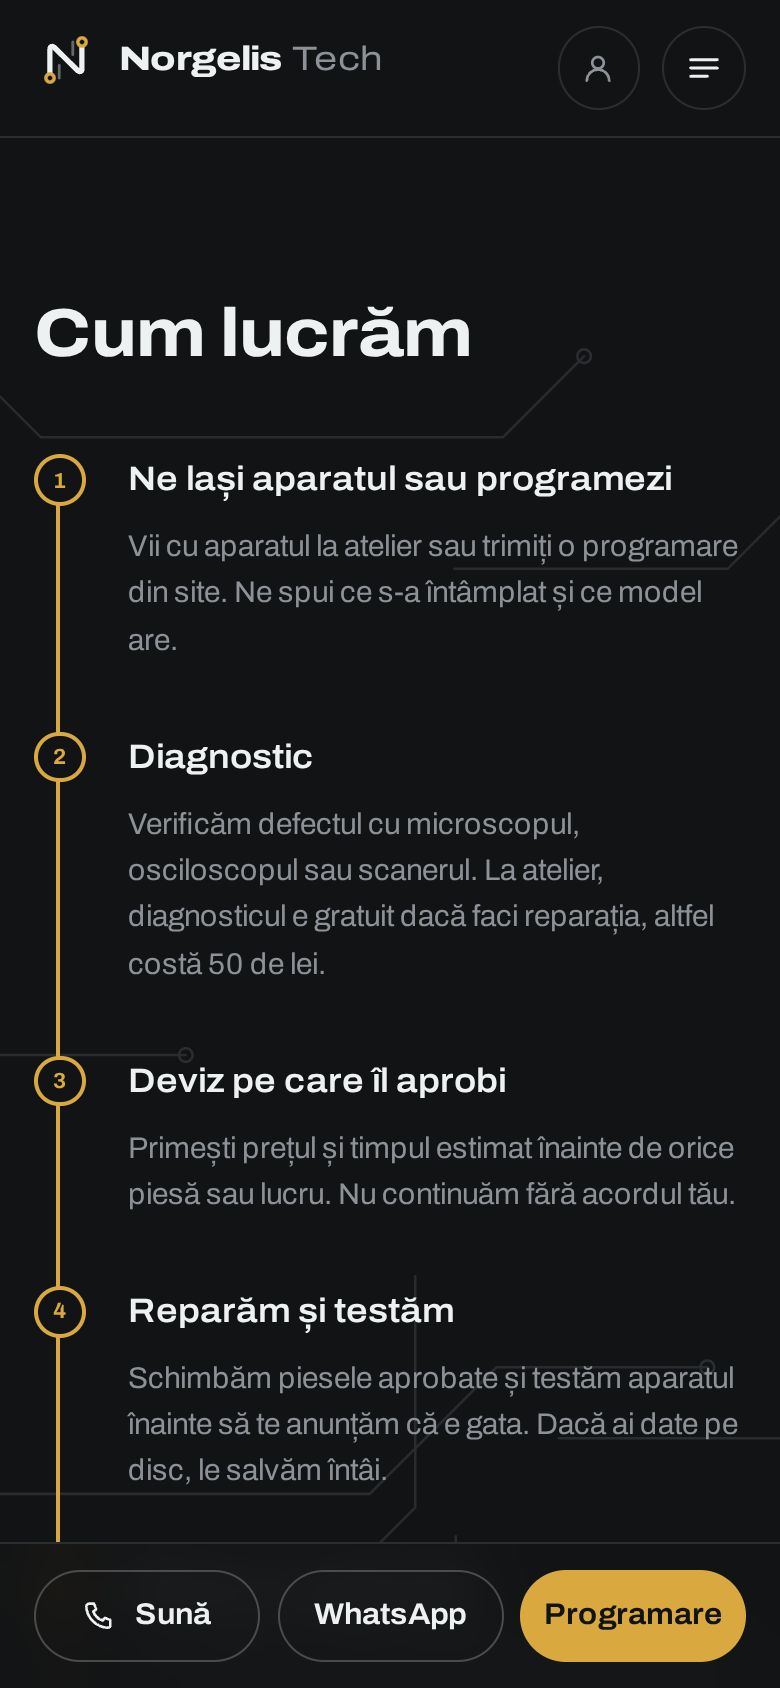 Norgelis Tech
Cum lucrăm
1
Ne lași aparatul sau programezi
Vii cu aparatul la atelier sau trimiți o programare
din site. Ne spui ce s-a întâmplat și ce model
are.
2
Diagnostic
Verificăm defectul cu microscopul,
osciloscopul sau scanerul. La atelier,
diagnosticul e gratuit dacă faci reparația, altfel
costă 50 de lei.
3
Deviz pe care îl aprobi
Primești prețul și timpul estimat înainte de orice
piesă sau lucru. Nu continuăm fără acordul tău.
4
Reparăm și testăm
Schimbăm piesele aprobate și testăm aparatul
înainte să te anunțăm că e gata. Dacă ai date pe
disc, le salvăm întâi.
Sună
WhatsApp
Programare